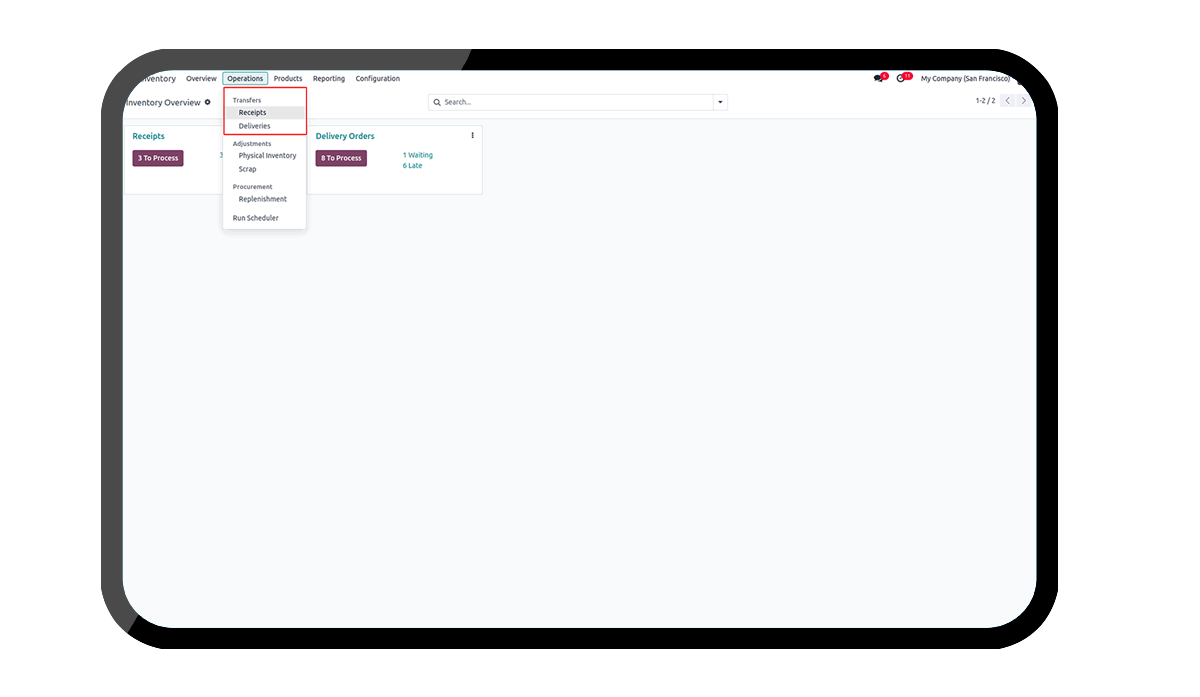 Inventory Overview Operations Products Reporting Configuration 6 11 My Company (San Francisco)
Inventory Overview Search... 1-2 / 2
Transfers
Receipts
Deliveries
Adjustments
Physical Inventory
Scrap
Procurement
Replenishment
Run Scheduler
Receipts
3 To Process 3
Delivery Orders
8 To Process 1 Waiting
6 Late